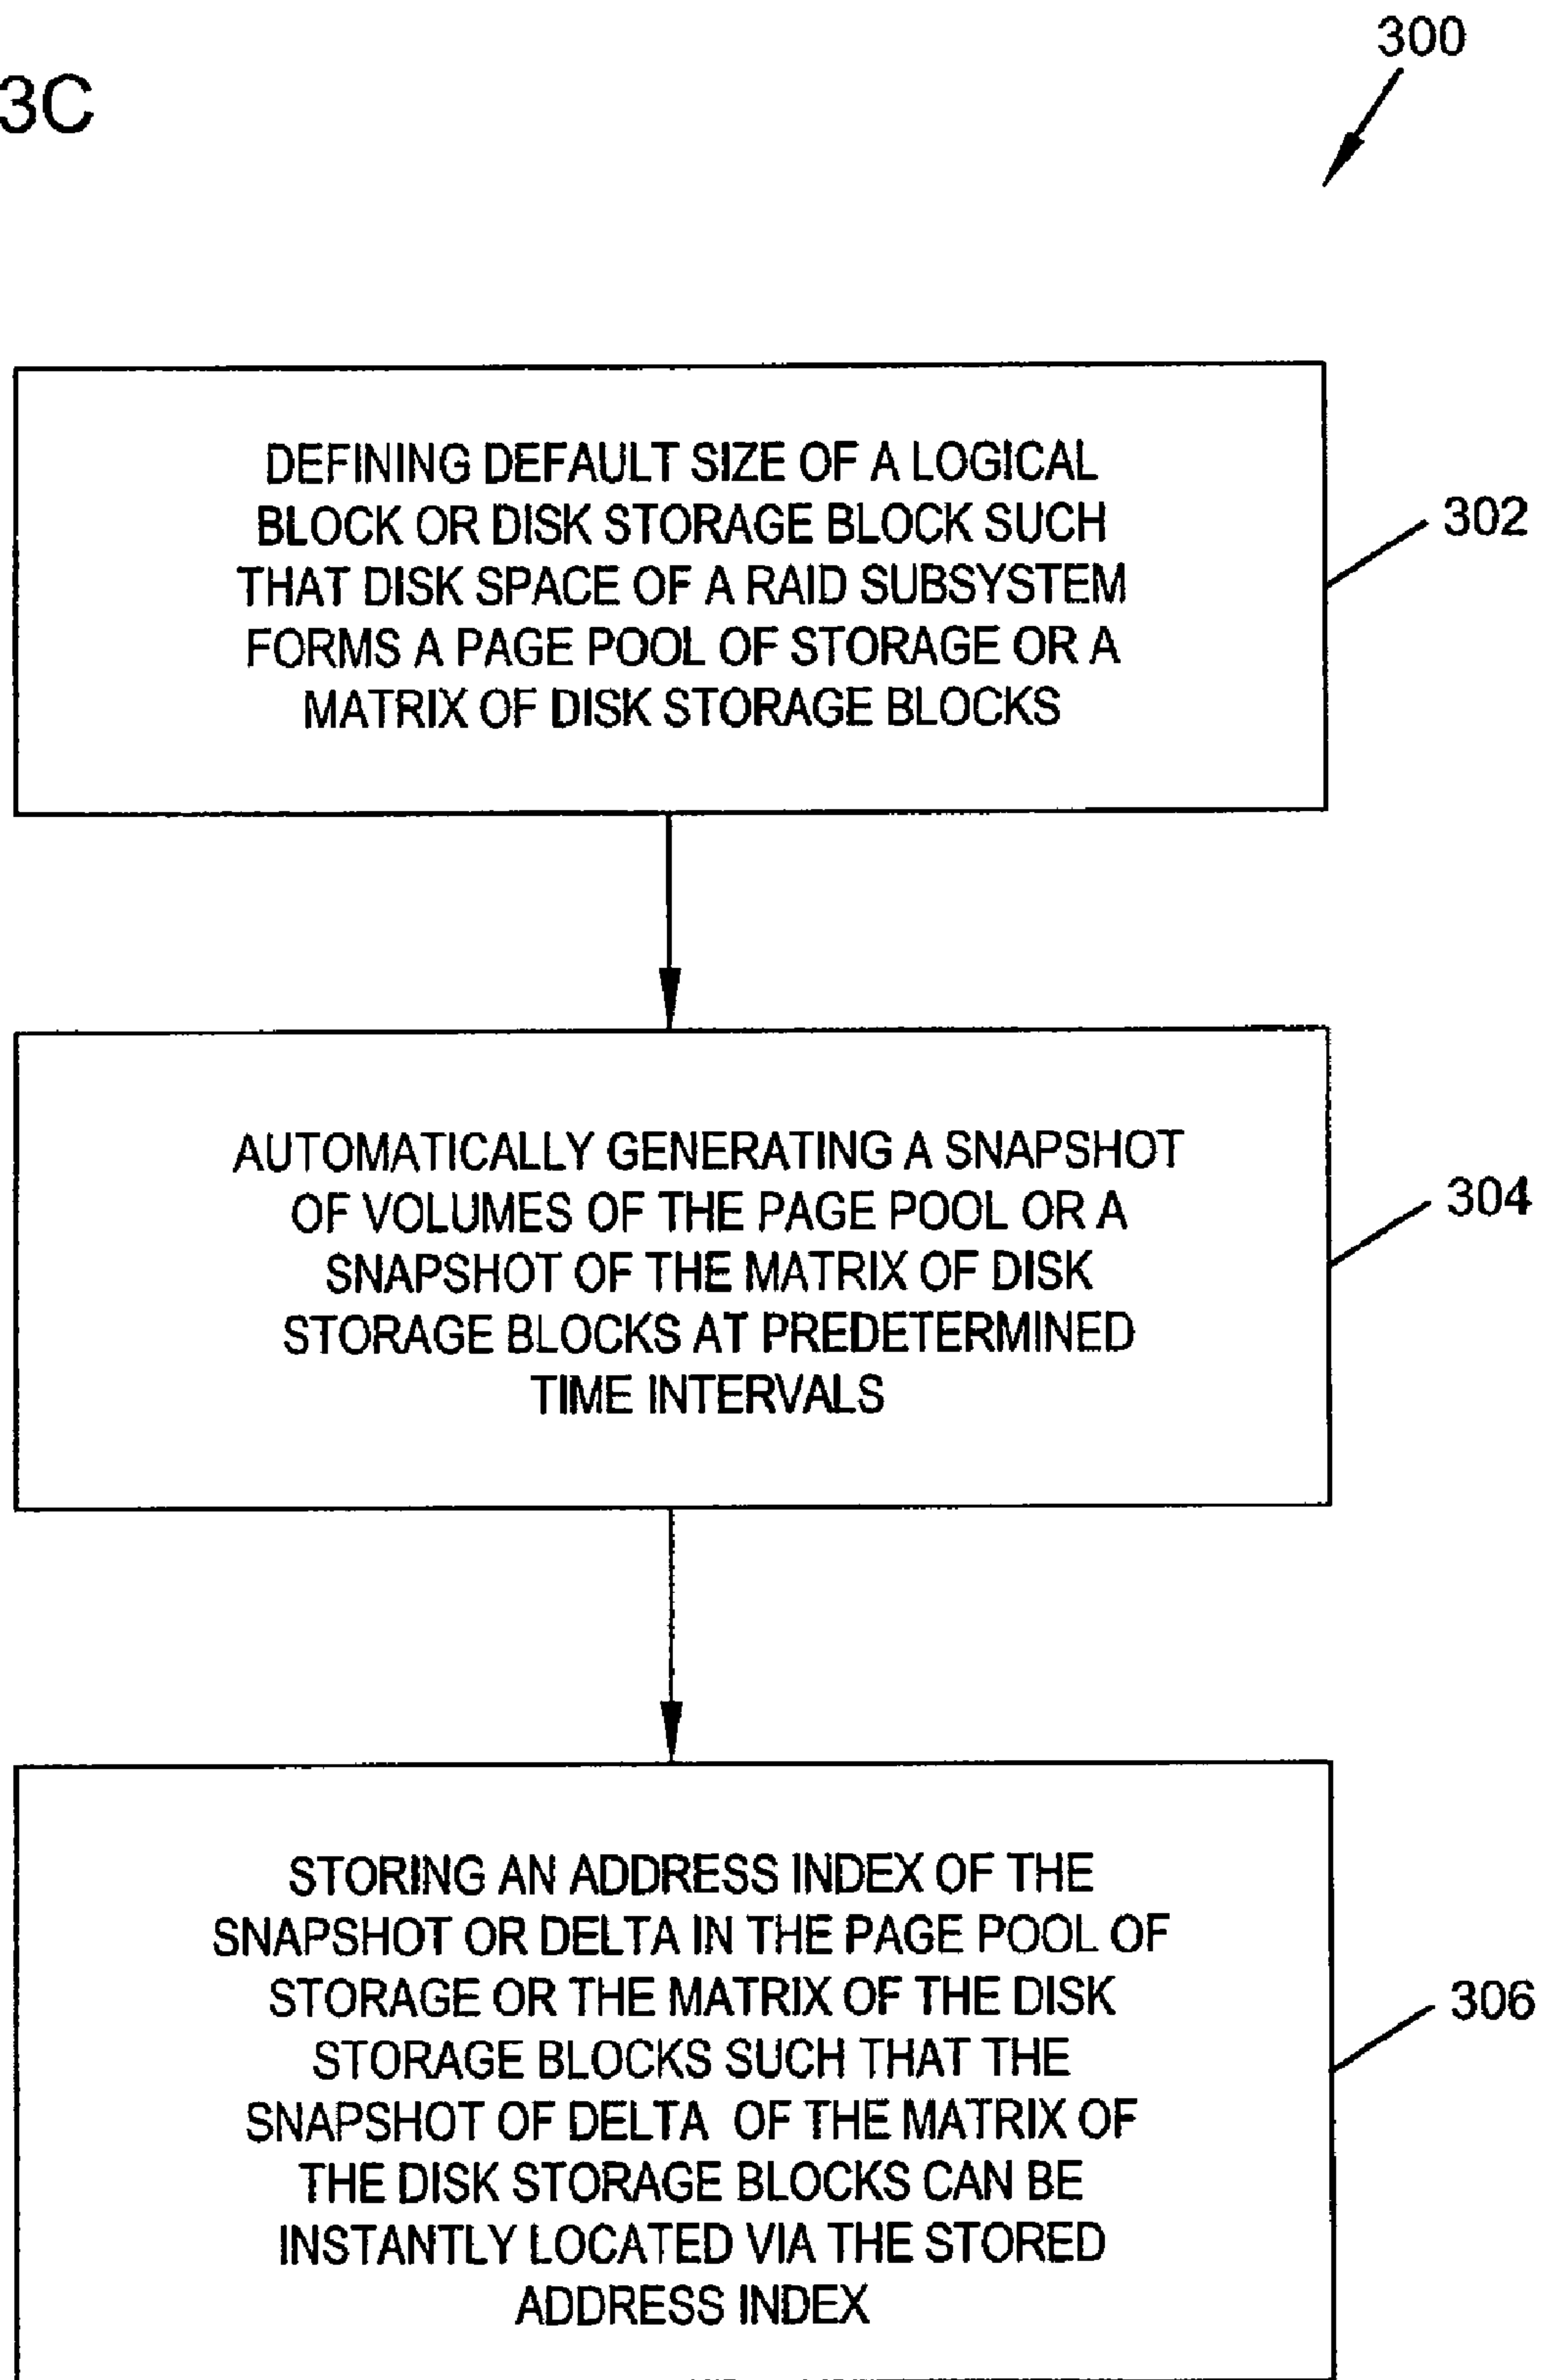 300
3C
DEFINING DEFAULT SIZE OF A LOGICAL
BLOCK OR DISK STORAGE BLOCK SUCH
THAT DISK SPACE OF A RAID SUBSYSTEM
FORMS A PAGE POOL OF STORAGE OR A
MATRIX OF DISK STORAGE BLOCKS
302
AUTOMATICALLY GENERATING A SNAPSHOT
OF VOLUMES OF THE PAGE POOL OR A
SNAPSHOT OF THE MATRIX OF DISK
STORAGE BLOCKS AT PREDETERMINED
TIME INTERVALS
304
STORING AN ADDRESS INDEX OF THE
SNAPSHOT OR DELTA IN THE PAGE POOL OF
STORAGE OR THE MATRIX OF THE DISK
STORAGE BLOCKS SUCH THAT THE
SNAPSHOT OF DELTA OF THE MATRIX OF
THE DISK STORAGE BLOCKS CAN BE
INSTANTLY LOCATED VIA THE STORED
ADDRESS INDEX
306